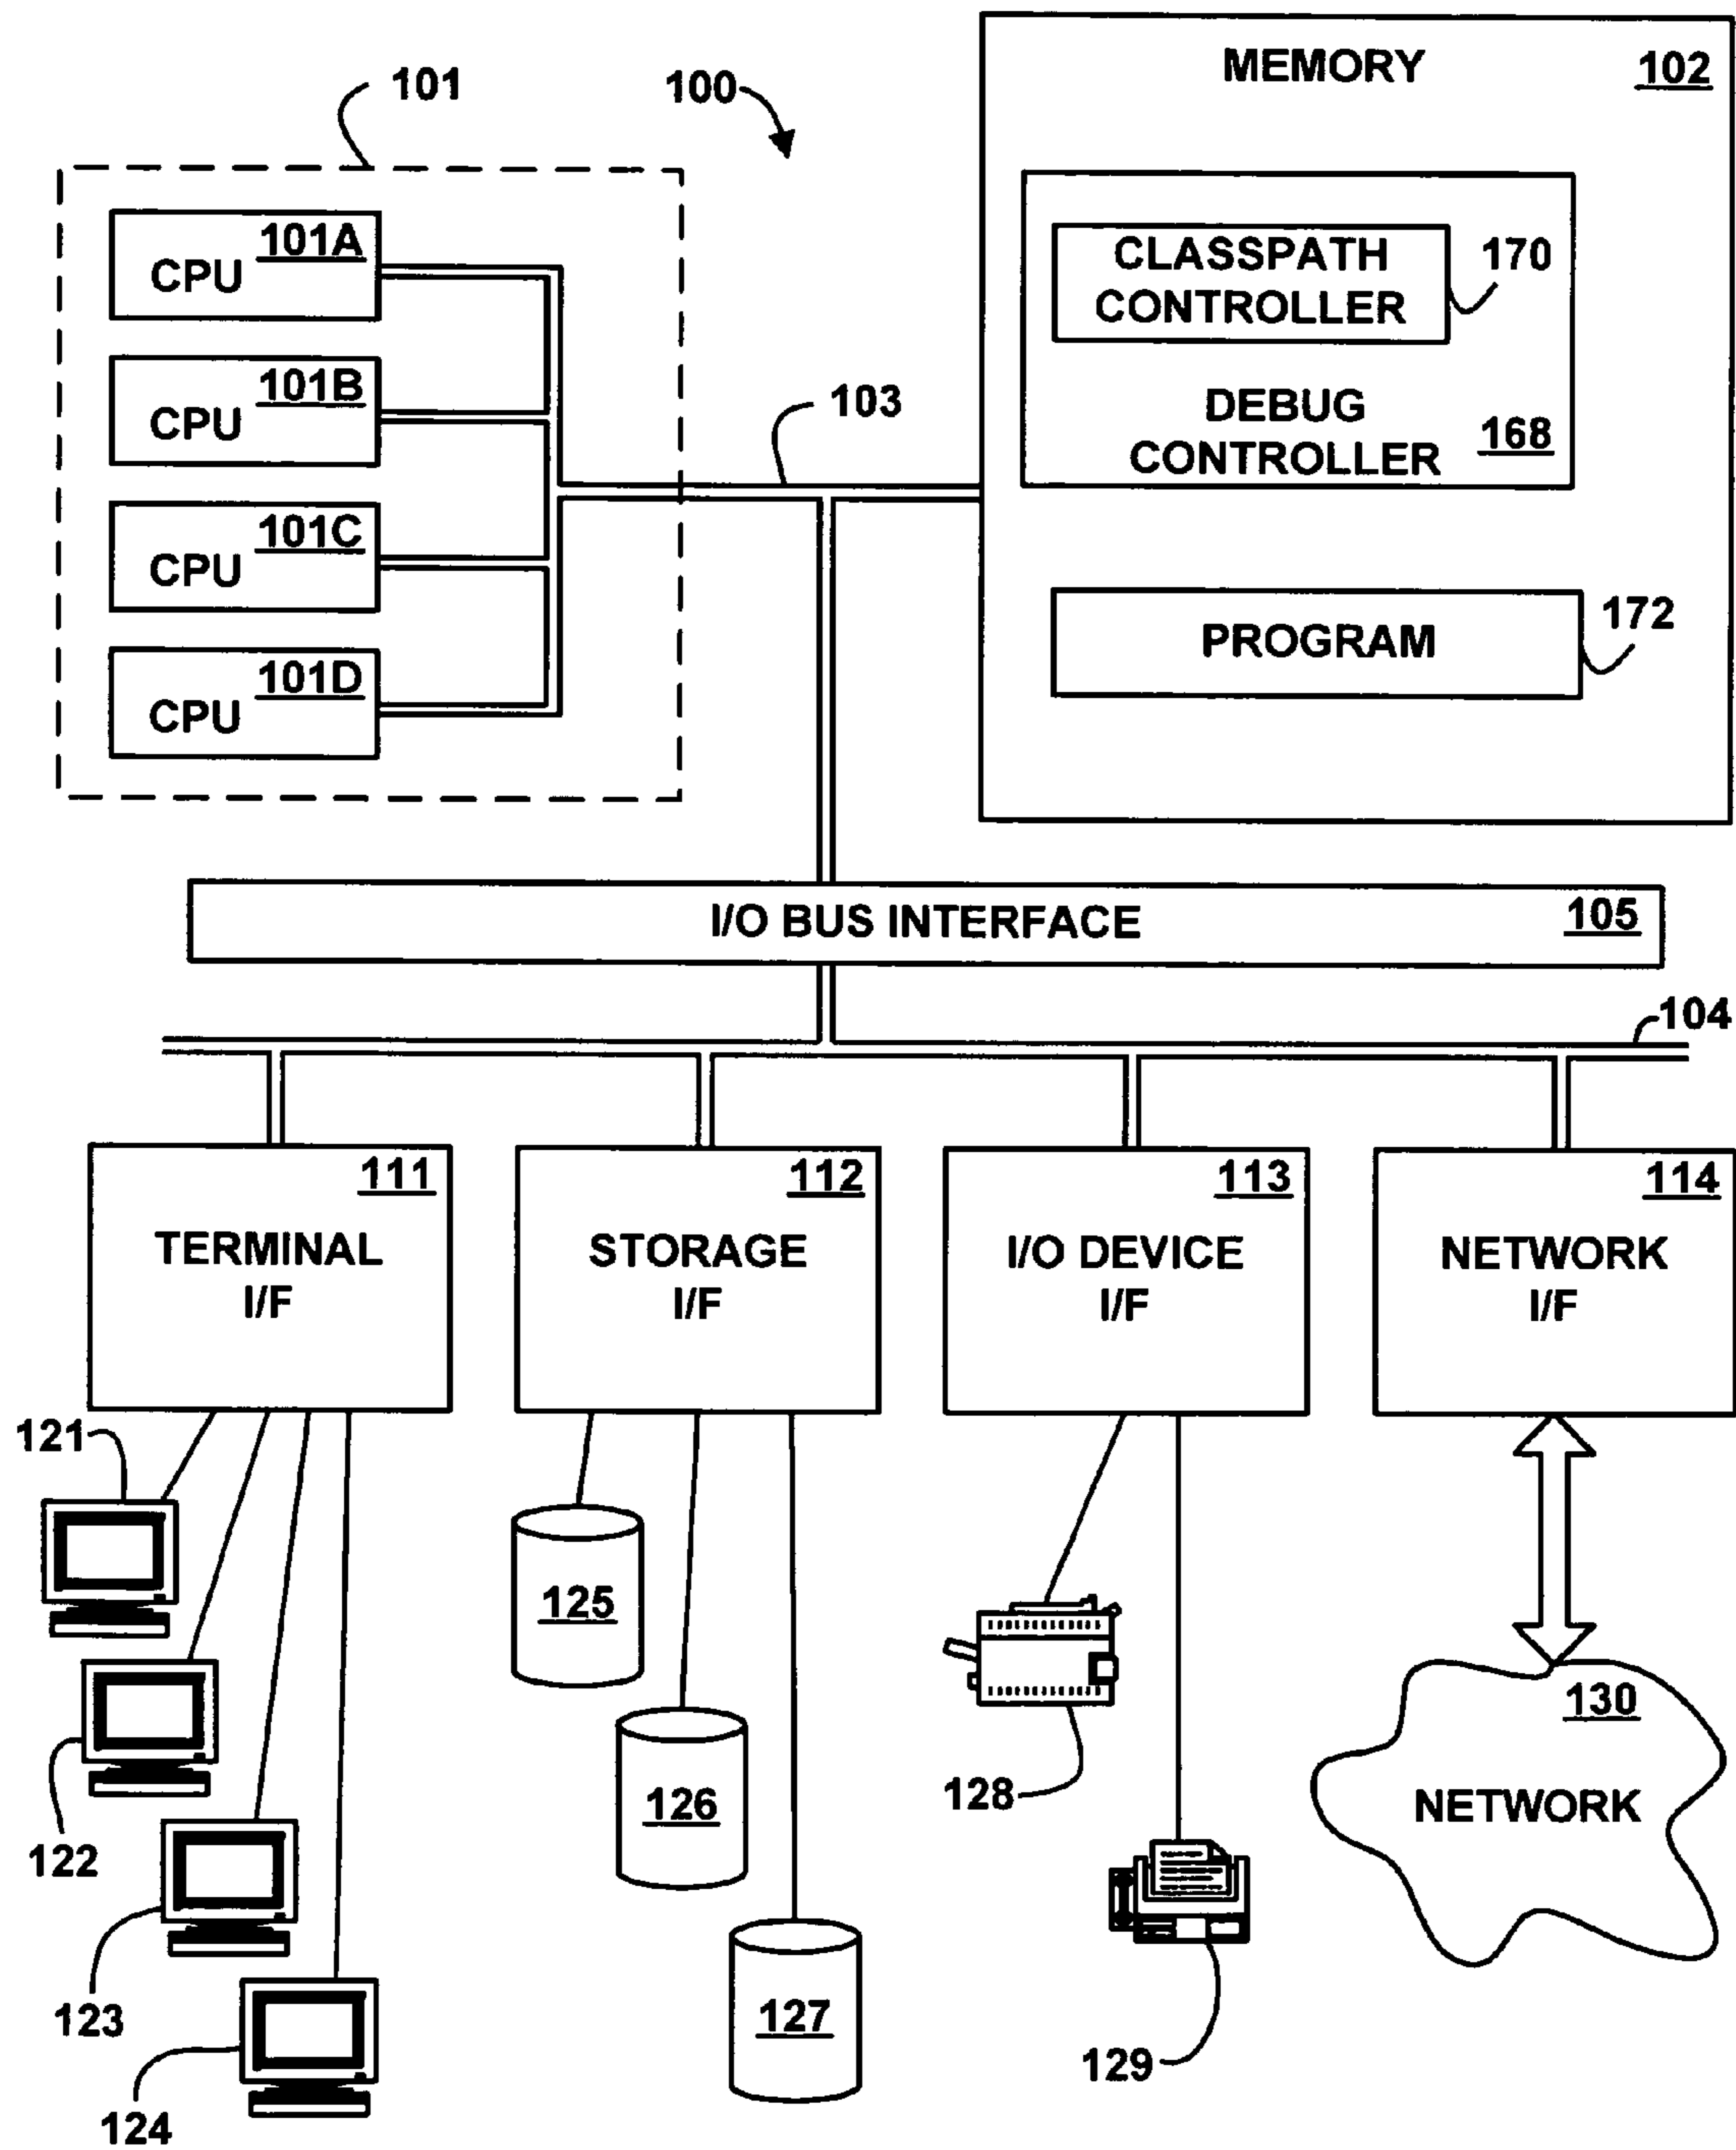 101
100
MEMORY 102
101A
CPU
101B
CPU
101C
CPU
101D
CPU
103
CLASSPATH
CONTROLLER
170
DEBUG
CONTROLLER
168
PROGRAM
172
I/O BUS INTERFACE 105
104
111
TERMINAL
I/F
112
STORAGE
I/F
113
I/O DEVICE
I/F
114
NETWORK
I/F
121
122
123
124
125
126
127
128
129
130
NETWORK